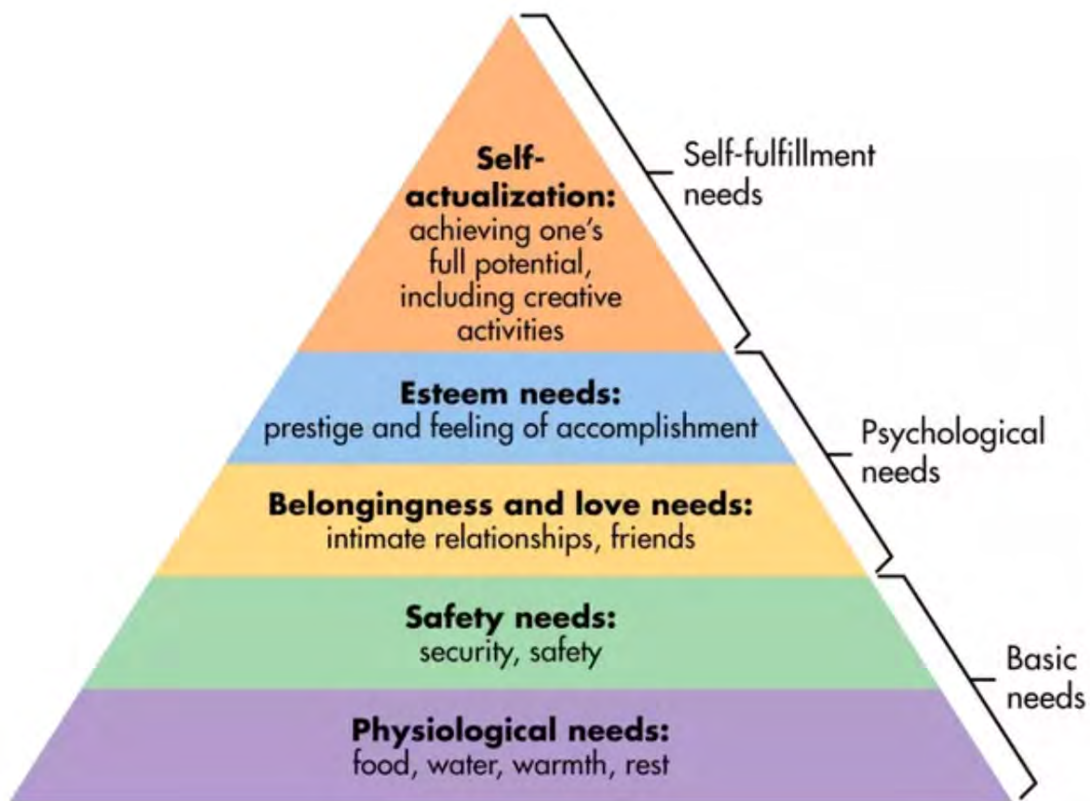 Self-
actualization:
achieving one's
full potential,
including creative
activities
Self-fulfillment
needs
Esteem needs:
prestige and feeling of accomplishment
Psychological
needs
Belongingness and love needs:
intimate relationships, friends
Safety needs:
security, safety
Basic
needs
Physiological needs:
food, water, warmth, rest